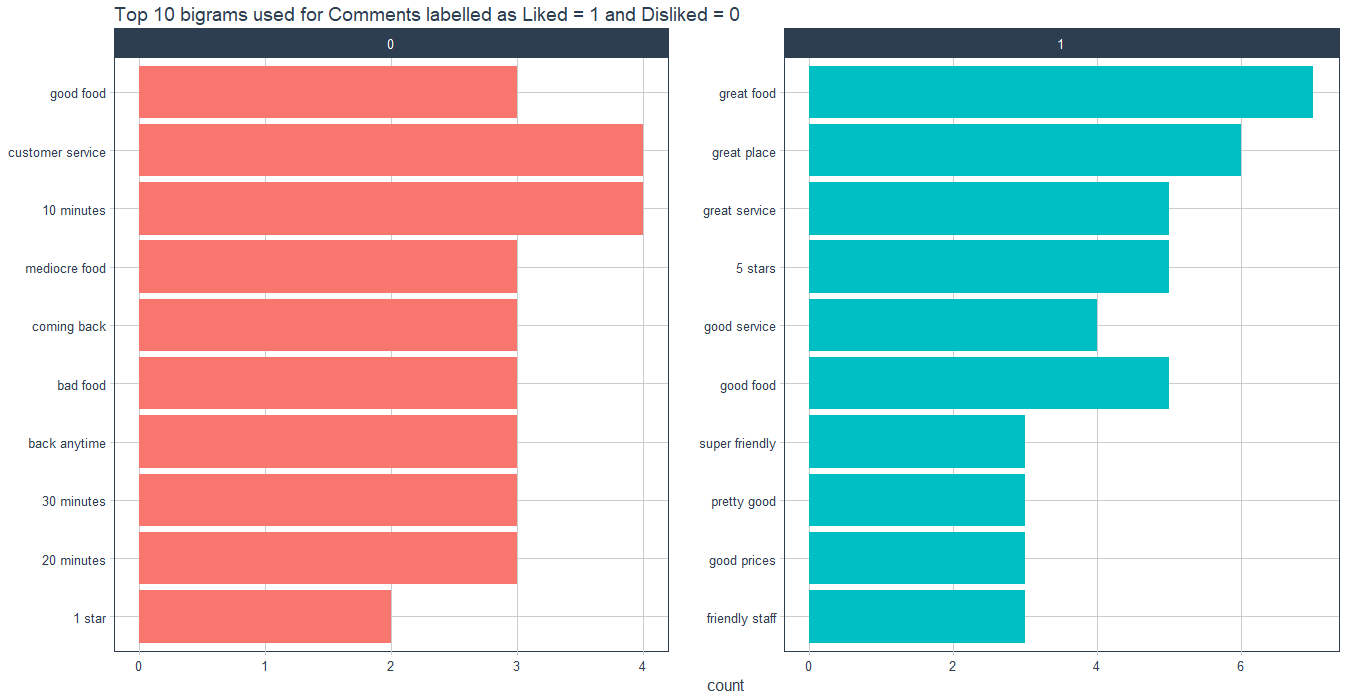 Top 10 bigrams used for Comments labelled as Liked = 1 and Disliked = 0
0
good food
customer service
10 minutes
mediocre food
coming back
bad food
back anytime
30 minutes
20 minutes
1 star
0 1 2 3 4
1
great food
great place
great service
5 stars
good service
good food
super friendly
pretty good
good prices
friendly staff
0 2 4 6
count